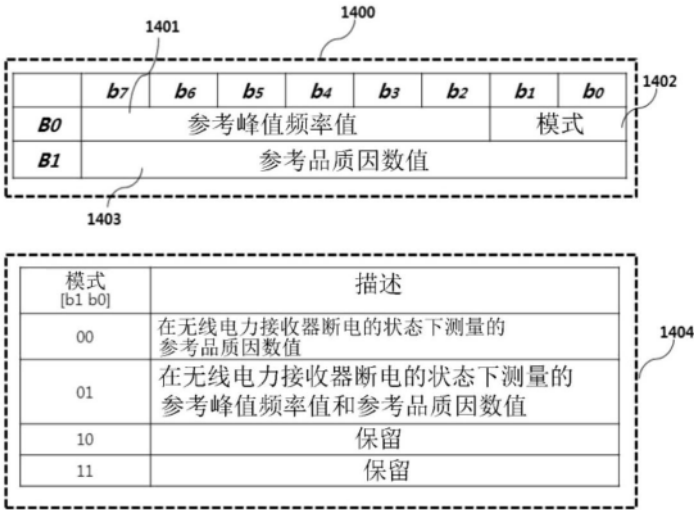 1400
1401
b7 b6 b5 b4 b3 b2 b1 b0
1402
B0 参考峰值频率值 模式
B1 参考品质因数值
1403
模式
[b1 b0]
描述
00 在无线电力接收器断电的状态下测量的
参考品质因数值
1404
01 在无线电力接收器断电的状态下测量的
参考峰值频率值和参考品质因数值
10 保留
11 保留